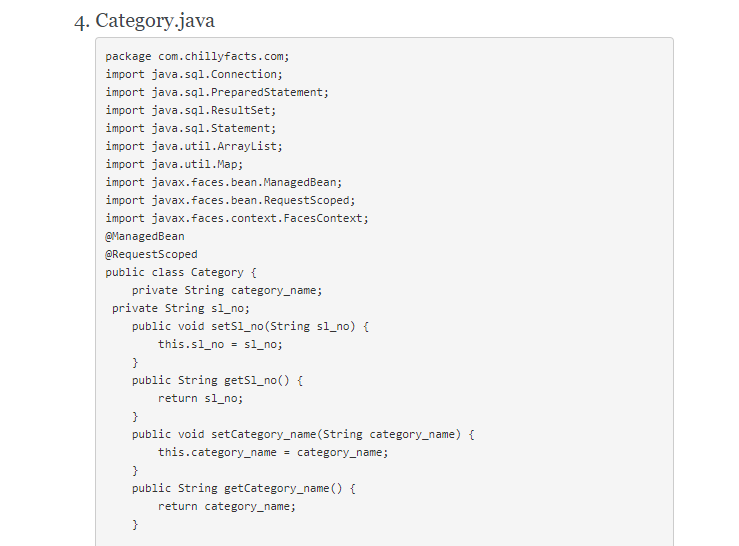 4. Category.java
package com.chillyfacts.com;
import java.sql.Connection;
import java.sql.PreparedStatement;
import java.sql.ResultSet;
import java.sql.Statement;
import java.util.ArrayList;
import java.util.Map;
import javax.faces.bean.ManagedBean;
import javax.faces.bean.RequestScoped;
import javax.faces.context.FacesContext;
@ManagedBean
@RequestScoped
public class Category {
    private String category_name;
 private String sl_no;
    public void setSl_no(String sl_no) {
        this.sl_no = sl_no;
    }
    public String getSl_no() {
        return sl_no;
    }
    public void setCategory_name(String category_name) {
        this.category_name = category_name;
    }
    public String getCategory_name() {
        return category_name;
    }